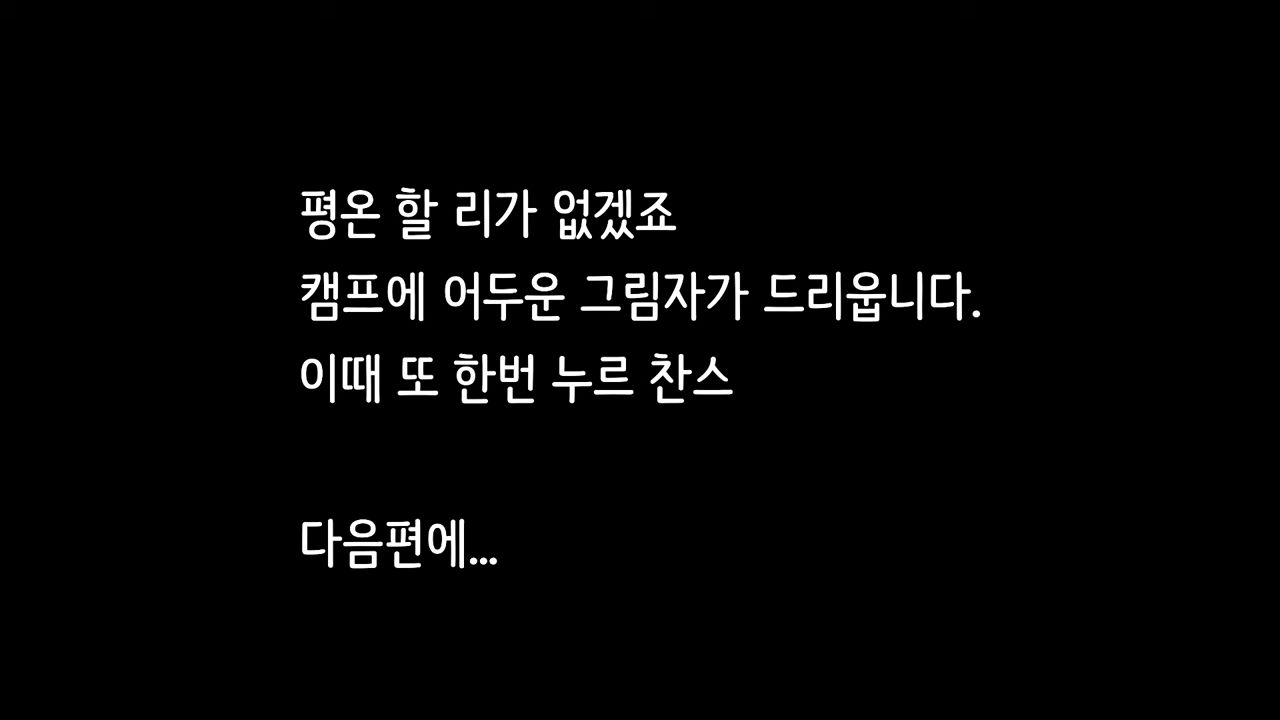 평온 할 리가 없겠죠
캠프에 어두운 그림자가 드리웁니다.
이때 또 한번 누르 찬스
다음편에...